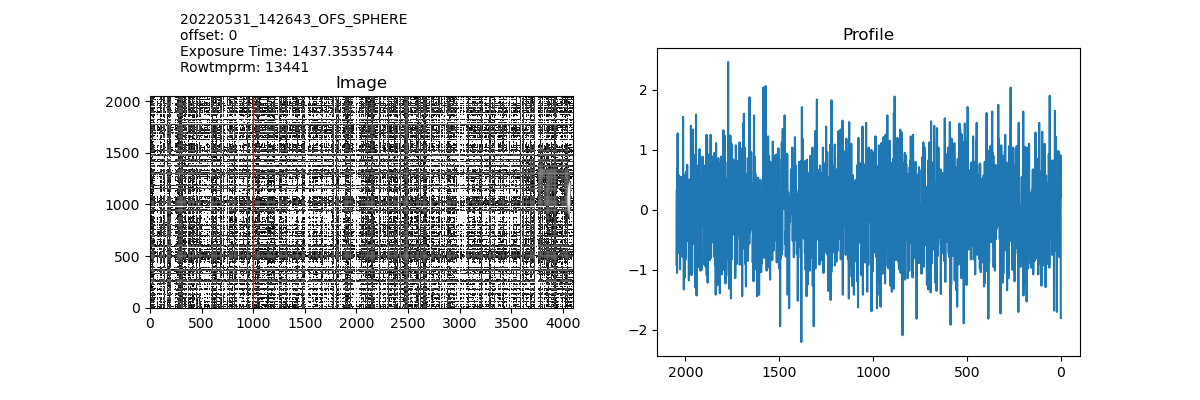 20220531_142643_OFS_SPHERE
offset: 0
Exposure Time: 1437.3535744
Rowtmprm: 13441
Image
2000
1500
1000
500
0
0 500 1000 1500 2000 2500 3000 3500 4000
Profile
2
1
0
−1
−2
2000 1500 1000 500 0